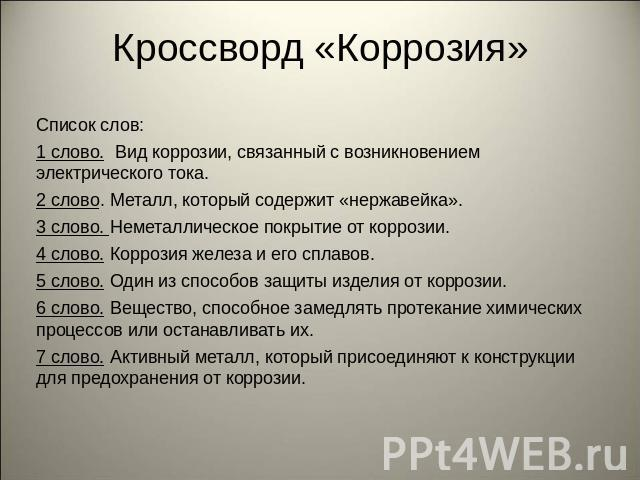 Кроссворд «Коррозия»
Список слов:
1 слово.  Вид коррозии, связанный с возникновением
электрического тока.
2 слово. Металл, который содержит «нержавейка».
3 слово. Неметаллическое покрытие от коррозии.
4 слово. Коррозия железа и его сплавов.
5 слово. Один из способов защиты изделия от коррозии.
6 слово. Вещество, способное замедлять протекание химических
процессов или останавливать их.
7 слово. Активный металл, который присоединяют к конструкции
для предохранения от коррозии.
PPt4WEB.ru